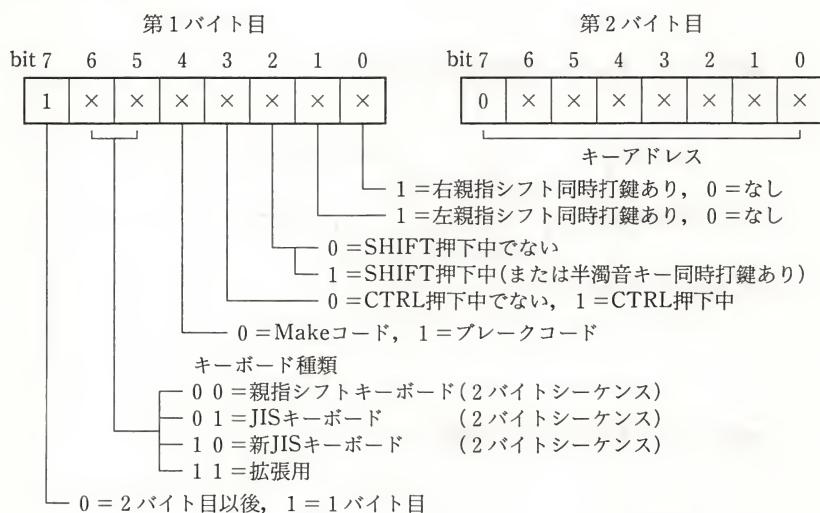 第1バイト目
bit 7 6 5 4 3 2 1 0
1 × × × × × × ×
第2バイト目
7 6 5 4 3 2 1 0
0 × × × × × × ×
キーアドレス
1=右親指シフト同時打鍵あり, 0=なし
1=左親指シフト同時打鍵あり, 0=なし
0=SHIFT押下中でない
1=SHIFT押下中(または半濁音キー同時打鍵あり)
0=CTRL押下中でない, 1=CTRL押下中
0=Makeコード, 1=ブレークコード
キーボード種類
0 0=親指シフトキーボード(2バイトシーケンス)
0 1=JISキーボード (2バイトシーケンス)
1 0=新JISキーボード (2バイトシーケンス)
1 1=拡張用
0=2バイト目以後, 1=1バイト目